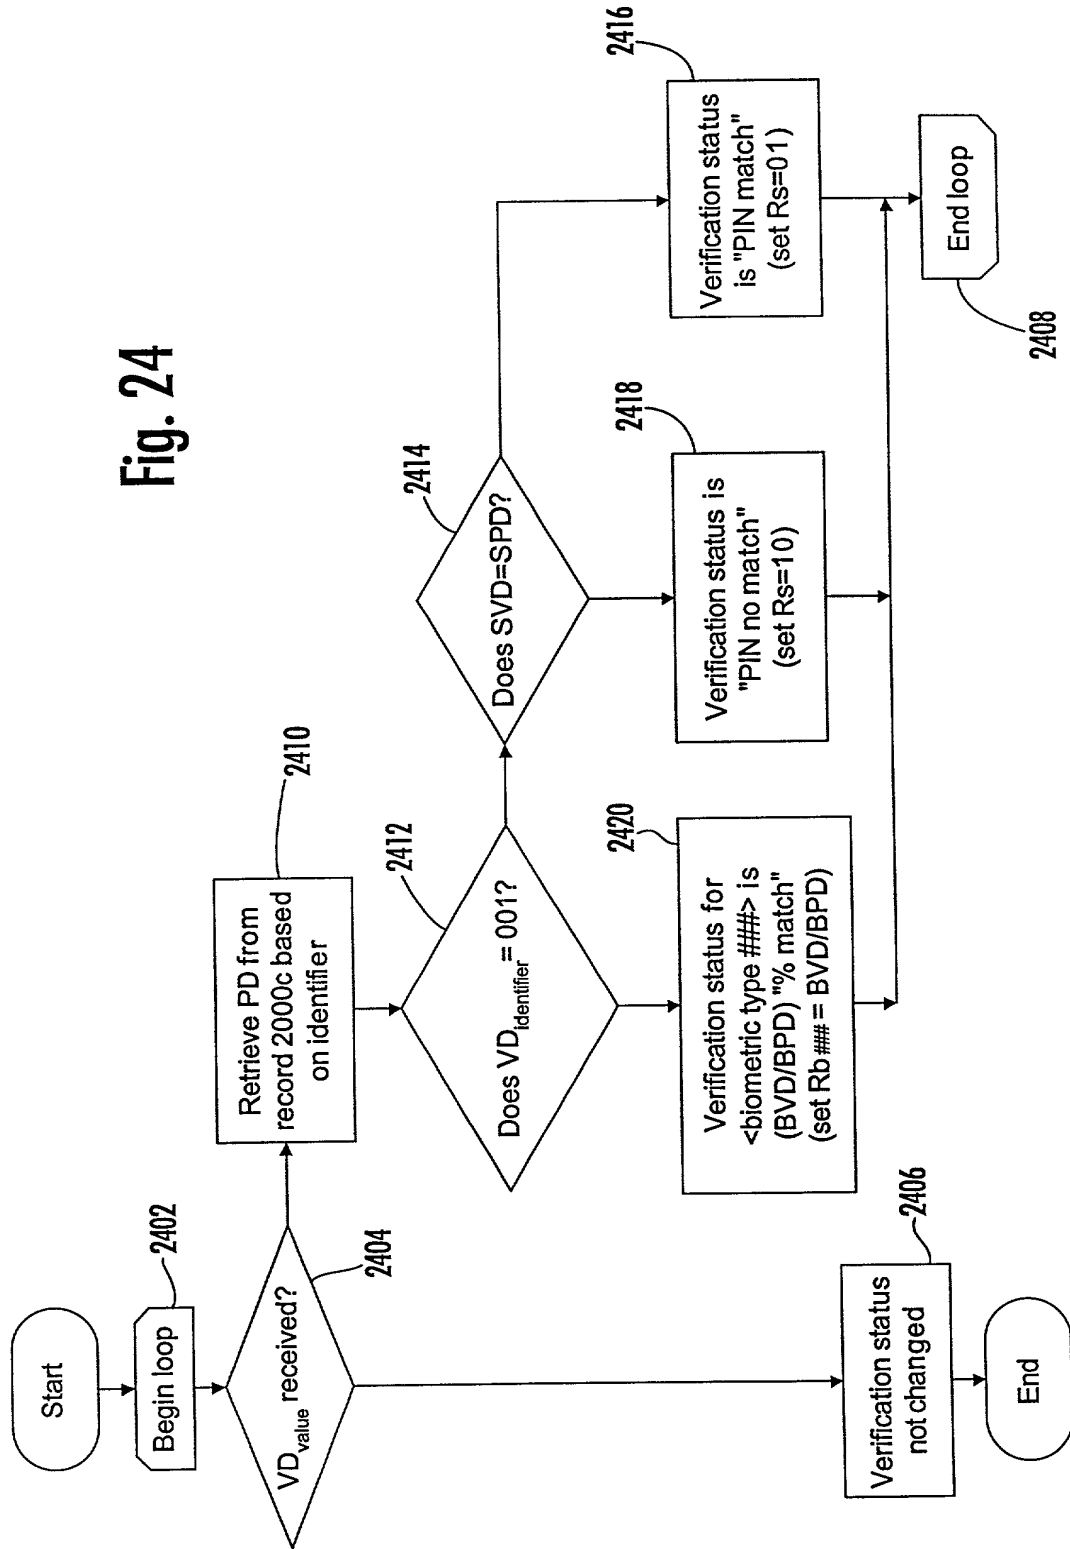 Fig. 24
Start
Begin loop
2402
VD_value received?
2404
Verification status
not changed
2406
End
Retrieve PD from
record 2000c based
on identifier
2410
Does VD_identifier = 001?
2412
Does SVD=SPD?
2414
Verification status for
<biometric type ###> is
(BVD/BPD) "% match"
(set Rb### = BVD/BPD)
2420
Verification status is
"PIN no match"
(set Rs=10)
2418
Verification status
is "PIN match"
(set Rs=01)
2416
End loop
2408